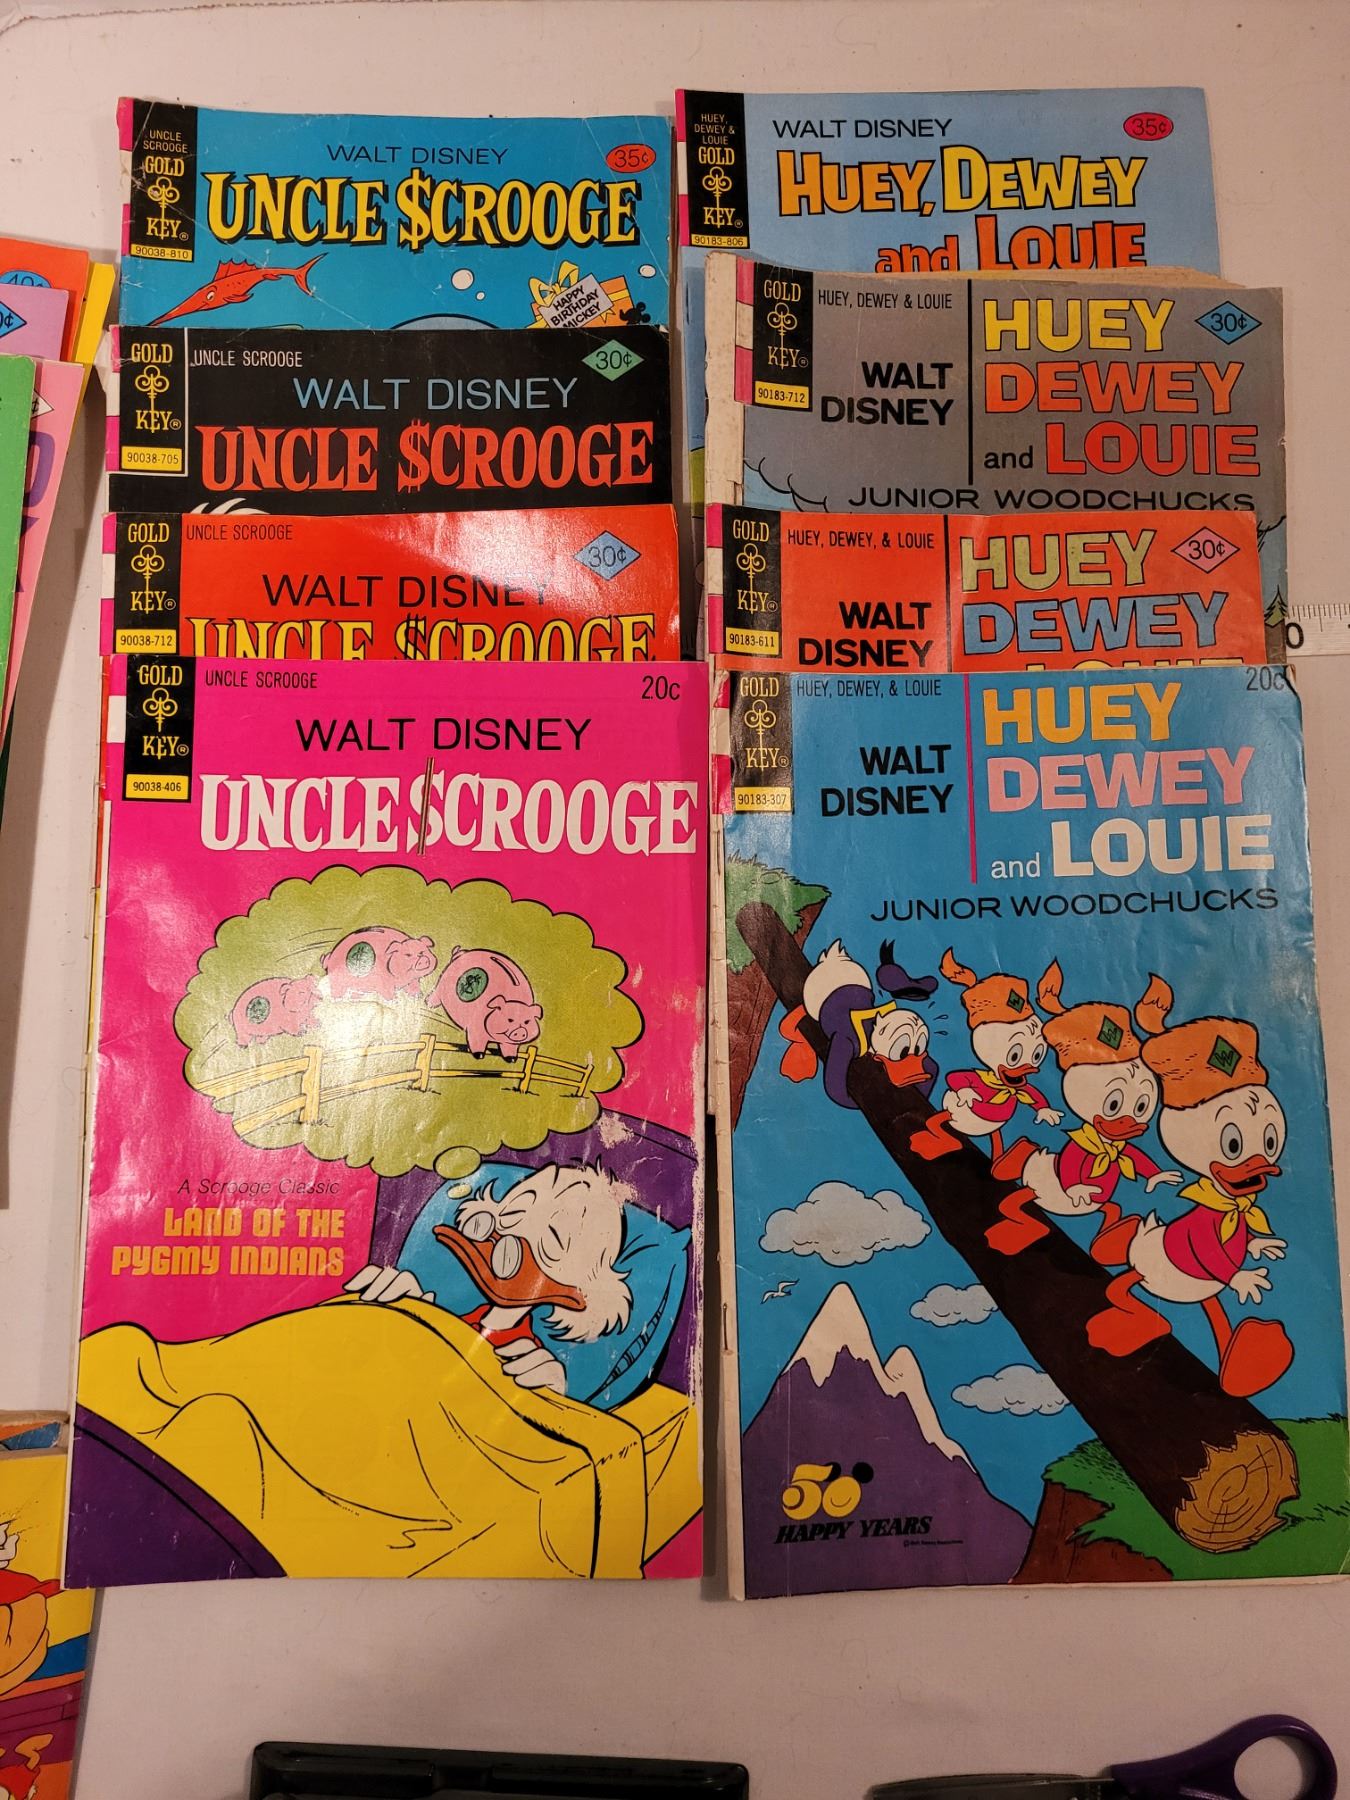 UNCLE
SCROOGE
GOLD
KEY®
90038-810
WALT DISNEY
35¢
UNCLE $CROOGE
HAPPY
BIRTHDAY
MICKEY
HUEY,
DEWEY &
LOUIE
GOLD
KEY®
90183-806
WALT DISNEY
35¢
HUEY, DEWEY
and LOUIE
GOLD
KEY®
90038-705
UNCLE SCROOGE
30¢
WALT DISNEY
UNCLE $CROOGE
GOLD
KEY®
90183-712
HUEY, DEWEY & LOUIE
WALT
DISNEY
30¢
HUEY
DEWEY
and LOUIE
JUNIOR WOODCHUCKS
GOLD
KEY®
90038-712
UNCLE SCROOGE
30¢
WALT DISNEY
UNCLE $CROOGE
GOLD
KEY®
90183-611
HUEY, DEWEY, & LOUIE
WALT
DISNEY
30¢
HUEY
DEWEY
LOUIE
GOLD
KEY®
90038-406
UNCLE SCROOGE
20c
WALT DISNEY
UNCLE $CROOGE
A Scrooge Classic
LAND OF THE
PYGMY INDIANS
GOLD
KEY®
90183-307
HUEY, DEWEY, & LOUIE
WALT
DISNEY
20c
HUEY
DEWEY
and LOUIE
JUNIOR WOODCHUCKS
W
W
W
50
HAPPY YEARS
40¢
0